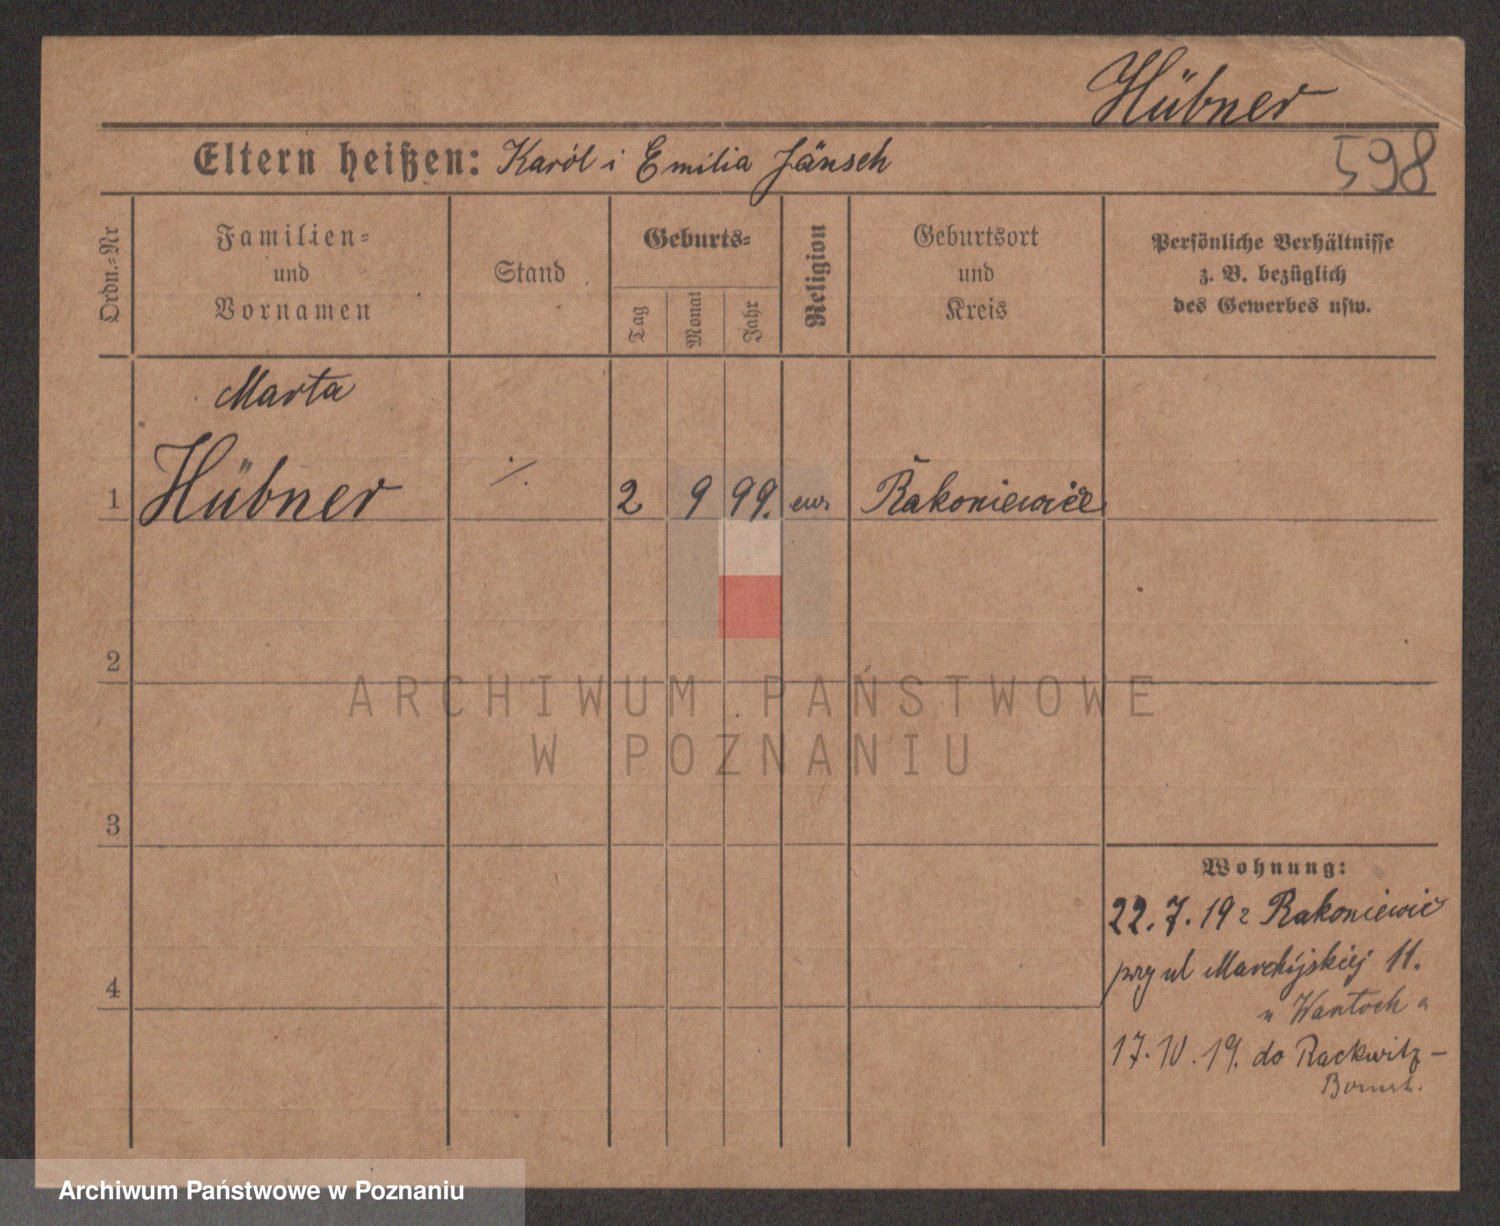 Hübner
Eltern heißen: Karól i Emilia Jänsch
598
Ordn.=Nr
Familien=
und
Vornamen
Stand
Geburts=
Tag
Monat
Jahr
Religion
Geburtsort
und
Kreis
Persönliche Verhältnisse
z. B. bezüglich
des Gewerbes usw.
Marta
1 Hübner ·/. 2 9 99. ew. Rakoniewice
2
ARCHIWUM PAŃSTWOWE
W POZNANIU
3
Wohnung:
22.7.19 z Rakoniewic
przy ul 11.
4
u Wantoch a
17. 19. do Rackwitz –
Bomst.
Archiwum Państwowe w Poznaniu